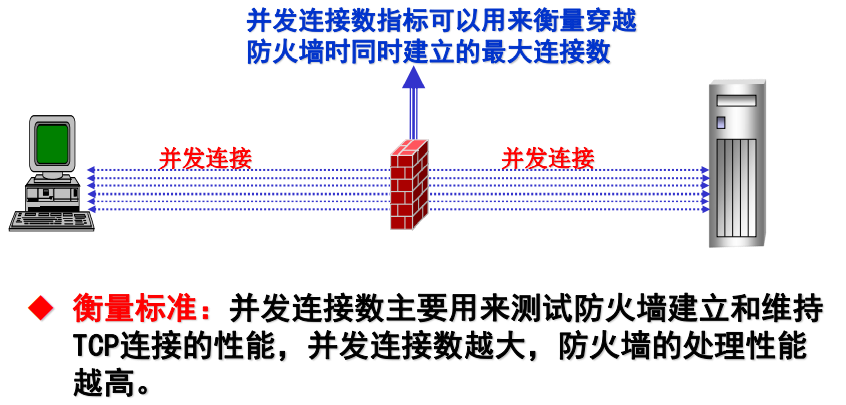 并发连接数指标可以用来衡量穿越
防火墙时同时建立的最大连接数
并发连接
并发连接
衡量标准：并发连接数主要用来测试防火墙建立和维持
TCP连接的性能，并发连接数越大，防火墙的处理性能
越高。